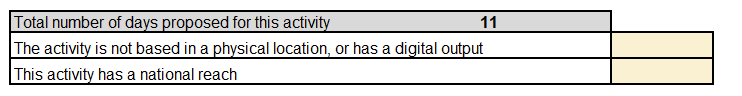 Total number of days proposed for this activity 11
The activity is not based in a physical location, or has a digital output
This activity has a national reach